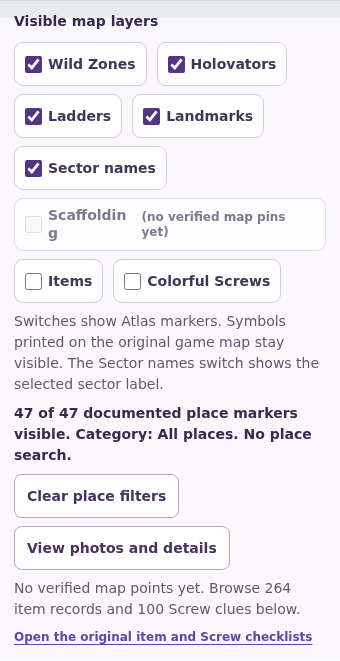 Visible map layers
Wild Zones
Holovators
Ladders
Landmarks
Sector names
Scaffoldin
g
(no verified map pins
yet)
Items
Colorful Screws
Switches show Atlas markers. Symbols
printed on the original game map stay
visible. The Sector names switch shows the
selected sector label.
47 of 47 documented place markers
visible. Category: All places. No place
search.
Clear place filters
View photos and details
No verified map points yet. Browse 264
item records and 100 Screw clues below.
Open the original item and Screw checklists